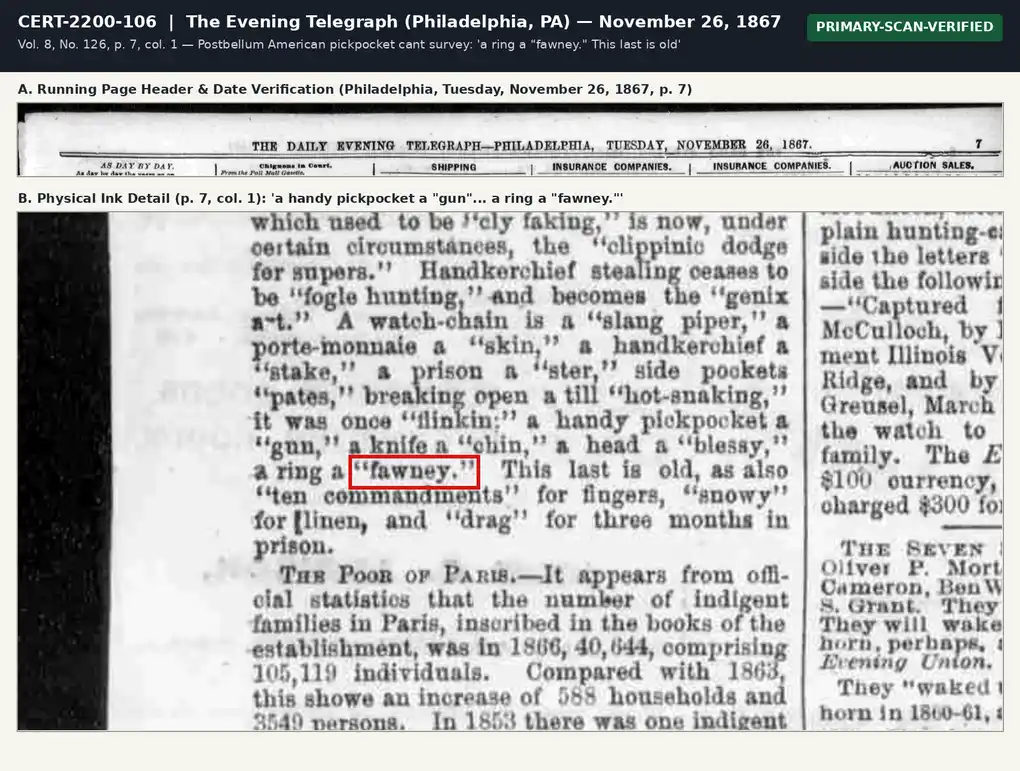 CERT-2200-106 | The Evening Telegraph (Philadelphia, PA) — November 26, 1867
PRIMARY-SCAN-VERIFIED
Vol. 8, No. 126, p. 7, col. 1 — Postbellum American pickpocket cant survey: 'a ring a "fawney." This last is old'
A. Running Page Header & Date Verification (Philadelphia, Tuesday, November 26, 1867, p. 7)
THE DAILY EVENING TELEGRAPH—PHILADELPHIA, TUESDAY, NOVEMBER 26, 1867. 7
AS DAY BY DAY.
Chignons in Court.
From the Pall Mall Gazette.
SHIPPING
INSURANCE COMPANIES.
INSURANCE COMPANIES.
AUCTION SALES.
B. Physical Ink Detail (p. 7, col. 1): 'a handy pickpocket a "gun"... a ring a "fawney."'
which used to be "cly faking," is now, under
certain circumstances, the "clippinic dodge
for supers." Handkerchief stealing ceases to
be "fogle hunting," and becomes the "genix
A watch-chain is a "slang piper," a
porte-monnaie a "skin," a handkerchief a
"stake," a prison a "ster," side pockets
"pates," breaking open a till "hot-snaking,"
it was once "flinkin:" a handy pickpocket a
"gun," a knife a "chin," a head a "blessy,"
a ring a "fawney." This last is old, as also
"ten commandments" for fingers, "snowy"
for linen, and "drag" for three months in
prison.
THE POOR OF PARIS.—It appears from offi-
cial statistics that the number of indigent
families in Paris, inscribed in the books of the
establishment, was in 1866, 40,644, comprising
105,119 individuals. Compared with 1863,
this showe an increase of 588 households and
3549 persons. In 1853 there was one indigent
plain hunting-c
side the letters
side the followin
—"Captured
McCulloch, by
ment Illinois V
Ridge, and by
Greusel, March
the watch to
family. The E
$100 currency,
charged $300 fo
THE SEVEN
Oliver P. Mort
Cameron, Ben W
S. Grant. They
They will wake
horn, perhaps,
Evening Union.
They "waked
horn in 1860-61,